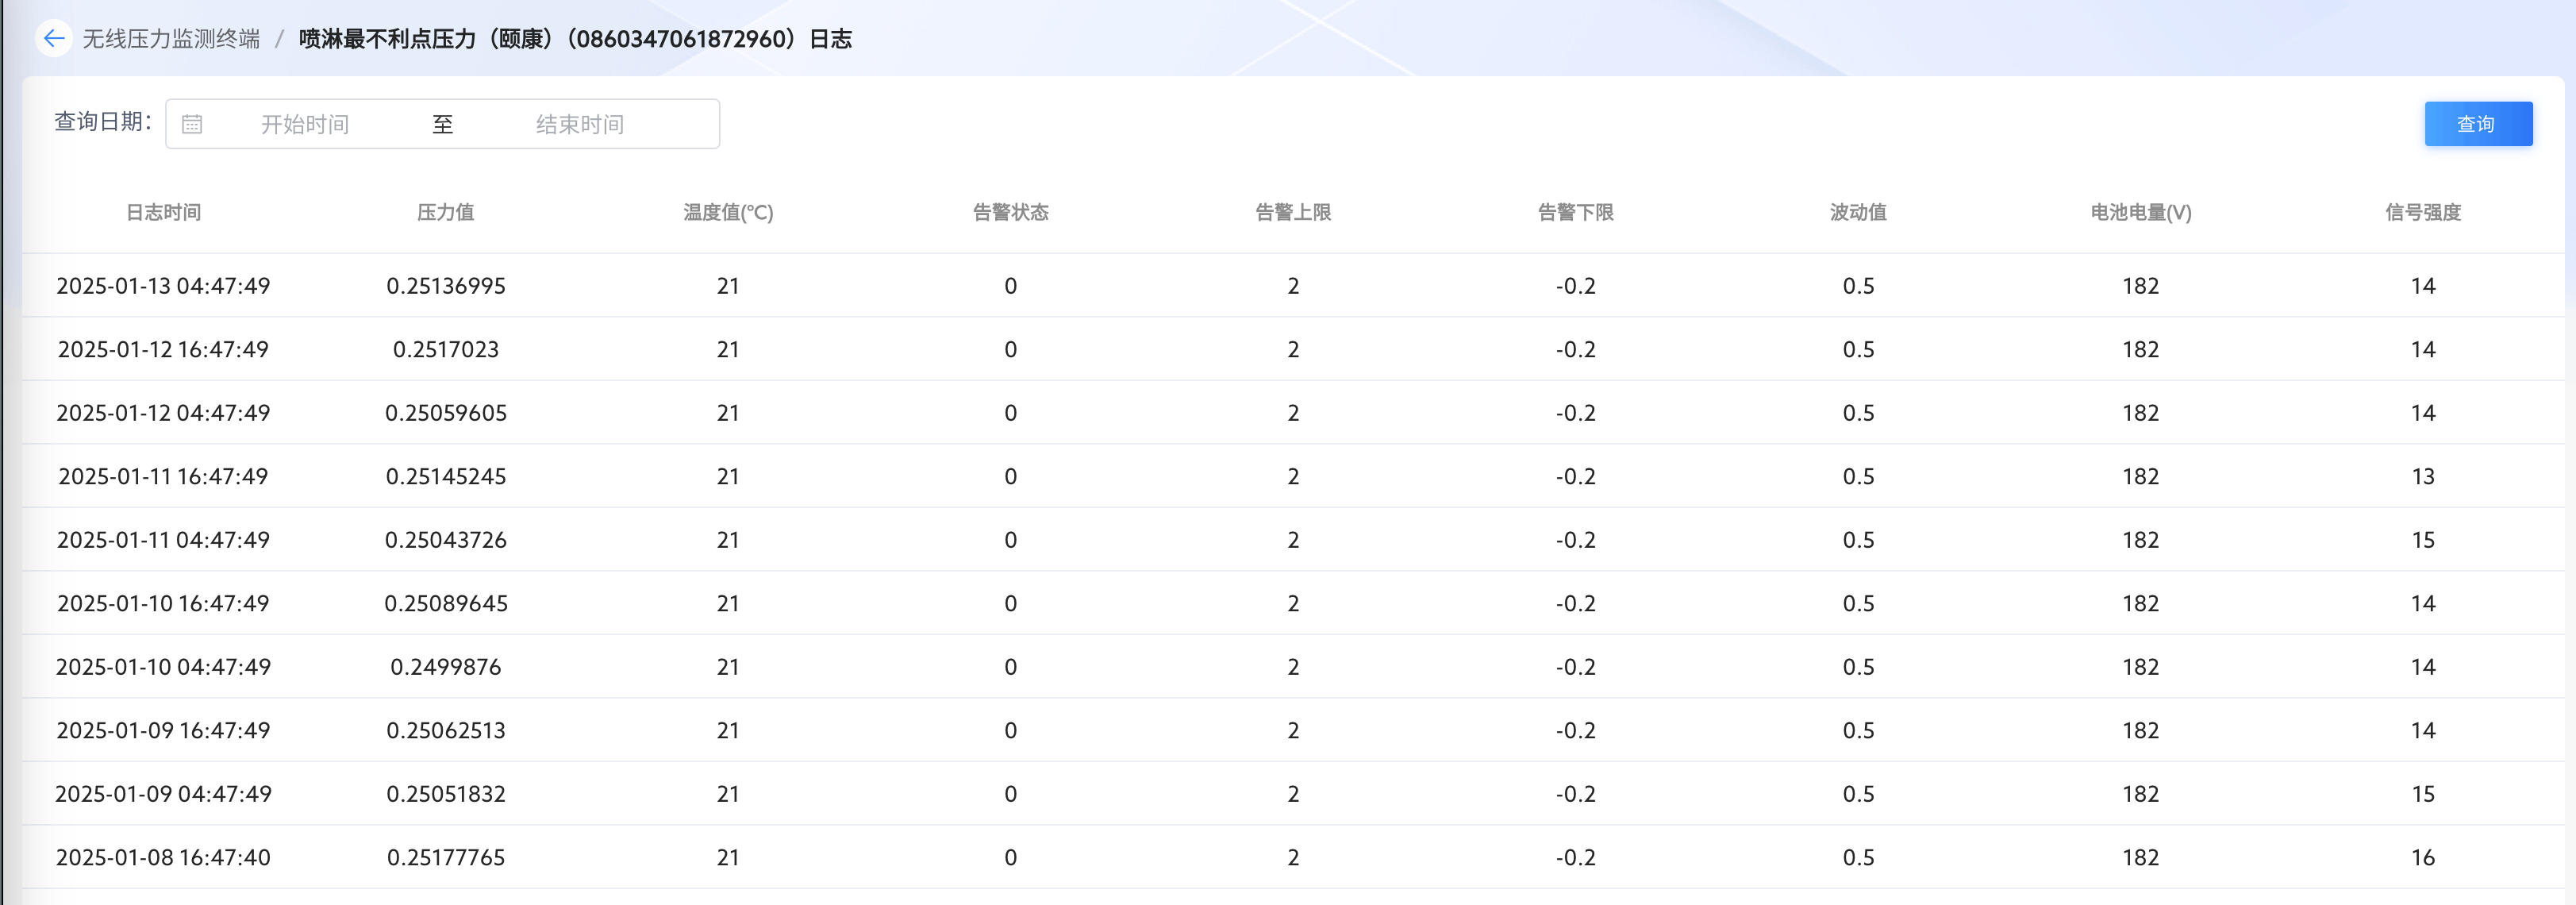 无线压力监测终端 / 喷淋最不利点压力（颐康）（0860347061872960）日志
查询日期： 开始时间 至 结束时间 查询
日志时间 压力值 温度值(℃) 告警状态 告警上限 告警下限 波动值 电池电量(V) 信号强度
2025-01-13 04:47:49 0.25136995 21 0 2 -0.2 0.5 182 14
2025-01-12 16:47:49 0.2517023 21 0 2 -0.2 0.5 182 14
2025-01-12 04:47:49 0.25059605 21 0 2 -0.2 0.5 182 14
2025-01-11 16:47:49 0.25145245 21 0 2 -0.2 0.5 182 13
2025-01-11 04:47:49 0.25043726 21 0 2 -0.2 0.5 182 15
2025-01-10 16:47:49 0.25089645 21 0 2 -0.2 0.5 182 14
2025-01-10 04:47:49 0.2499876 21 0 2 -0.2 0.5 182 14
2025-01-09 16:47:49 0.25062513 21 0 2 -0.2 0.5 182 14
2025-01-09 04:47:49 0.25051832 21 0 2 -0.2 0.5 182 15
2025-01-08 16:47:40 0.25177765 21 0 2 -0.2 0.5 182 16